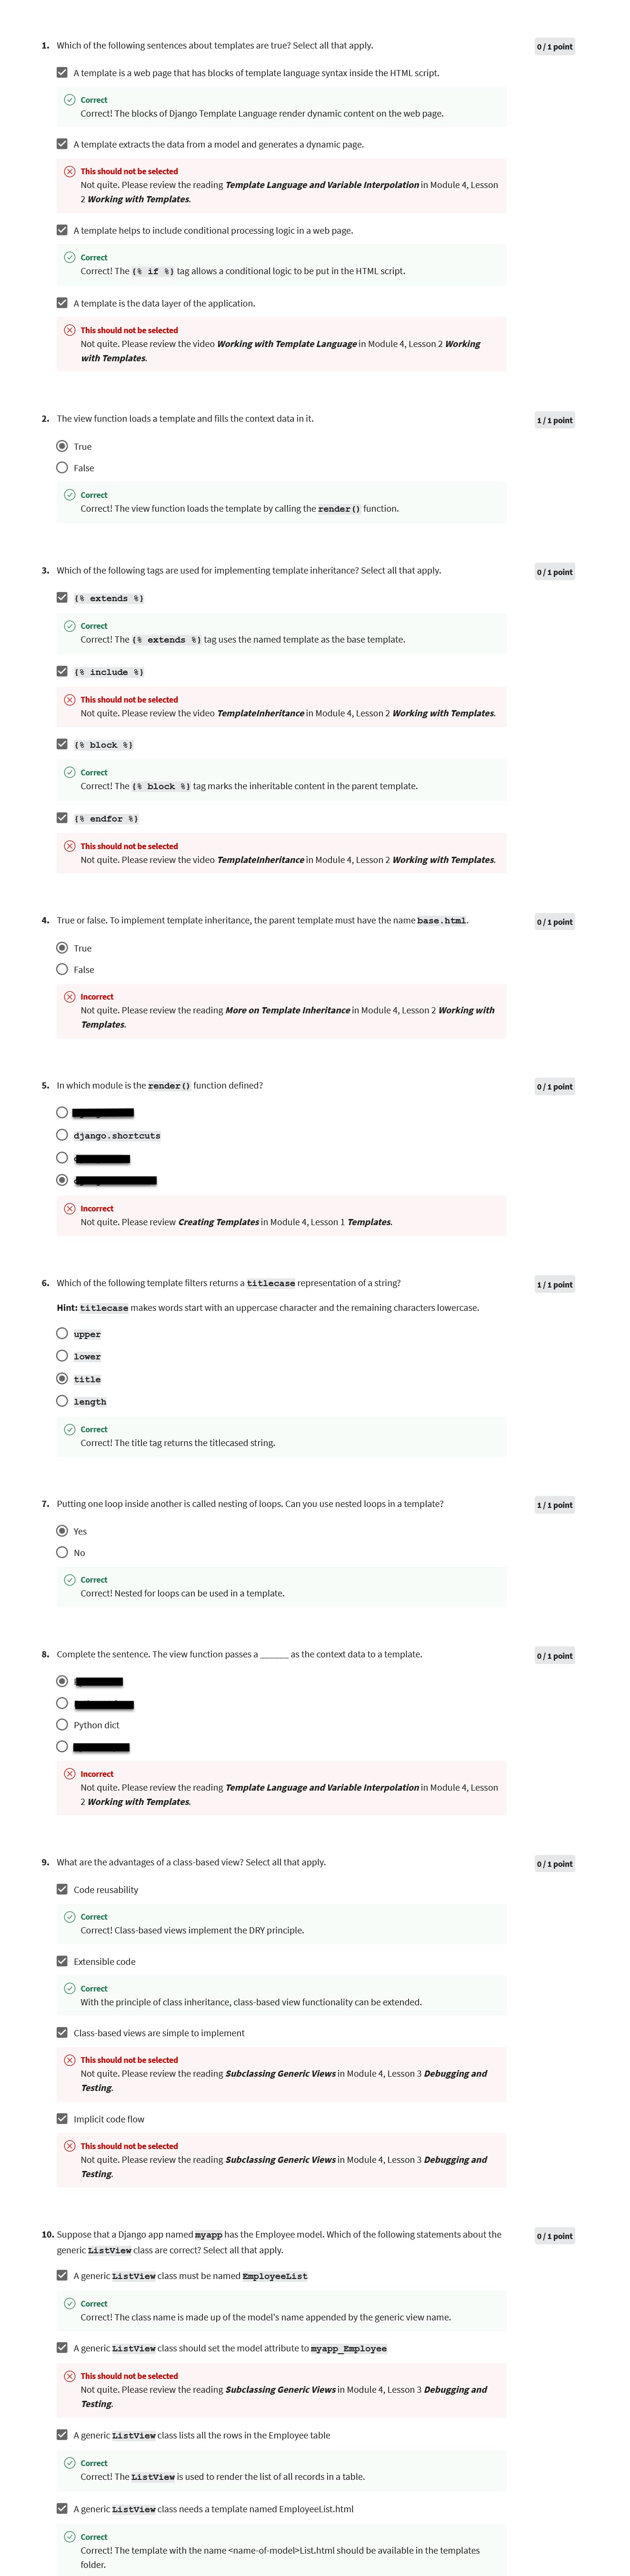 1. Which of the following sentences about templates are true? Select all that apply.
0 / 1 point
A template is a web page that has blocks of template language syntax inside the HTML script.
Correct
Correct! The blocks of Django Template Language render dynamic content on the web page.
A template extracts the data from a model and generates a dynamic page.
This should not be selected
Not quite. Please review the reading Template Language and Variable Interpolation in Module 4, Lesson
2 Working with Templates.
A template helps to include conditional processing logic in a web page.
Correct
Correct! The {% if %} tag allows a conditional logic to be put in the HTML script.
A template is the data layer of the application.
This should not be selected
Not quite. Please review the video Working with Template Language in Module 4, Lesson 2 Working
with Templates.
2. The view function loads a template and fills the context data in it.
1 / 1 point
True
False
Correct
Correct! The view function loads the template by calling the render() function.
3. Which of the following tags are used for implementing template inheritance? Select all that apply.
0 / 1 point
{% extends %}
Correct
Correct! The {% extends %} tag uses the named template as the base template.
{% include %}
This should not be selected
Not quite. Please review the video TemplateInheritance in Module 4, Lesson 2 Working with Templates.
{% block %}
Correct
Correct! The {% block %} tag marks the inheritable content in the parent template.
{% endfor %}
This should not be selected
Not quite. Please review the video TemplateInheritance in Module 4, Lesson 2 Working with Templates.
4. True or false. To implement template inheritance, the parent template must have the name base.html.
0 / 1 point
True
False
Incorrect
Not quite. Please review the reading More on Template Inheritance in Module 4, Lesson 2 Working with
Templates.
5. In which module is the render() function defined?
0 / 1 point
django.shortcuts
Incorrect
Not quite. Please review Creating Templates in Module 4, Lesson 1 Templates.
6. Which of the following template filters returns a titlecase representation of a string?
1 / 1 point
Hint: titlecase makes words start with an uppercase character and the remaining characters lowercase.
upper
lower
title
length
Correct
Correct! The title tag returns the titlecased string.
7. Putting one loop inside another is called nesting of loops. Can you use nested loops in a template?
1 / 1 point
Yes
No
Correct
Correct! Nested for loops can be used in a template.
8. Complete the sentence. The view function passes a ______ as the context data to a template.
0 / 1 point
Python dict
Incorrect
Not quite. Please review the reading Template Language and Variable Interpolation in Module 4, Lesson
2 Working with Templates.
9. What are the advantages of a class-based view? Select all that apply.
0 / 1 point
Code reusability
Correct
Correct! Class-based views implement the DRY principle.
Extensible code
Correct
With the principle of class inheritance, class-based view functionality can be extended.
Class-based views are simple to implement
This should not be selected
Not quite. Please review the reading Subclassing Generic Views in Module 4, Lesson 3 Debugging and
Testing.
Implicit code flow
This should not be selected
Not quite. Please review the reading Subclassing Generic Views in Module 4, Lesson 3 Debugging and
Testing.
10. Suppose that a Django app named myapp has the Employee model. Which of the following statements about the
0 / 1 point
generic ListView class are correct? Select all that apply.
A generic ListView class must be named EmployeeList
Correct
Correct! The class name is made up of the model's name appended by the generic view name.
A generic ListView class should set the model attribute to myapp_Employee
This should not be selected
Not quite. Please review the reading Subclassing Generic Views in Module 4, Lesson 3 Debugging and
Testing.
A generic ListView class lists all the rows in the Employee table
Correct
Correct! The ListView is used to render the list of all records in a table.
A generic ListView class needs a template named EmployeeList.html
Correct
Correct! The template with the name <name-of-model>List.html should be available in the templates
folder.